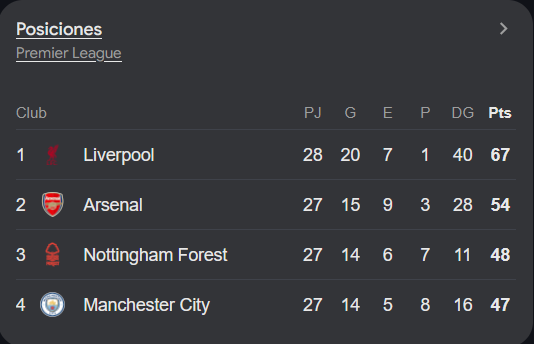 Posiciones
Premier League
Club PJ G E P DG Pts
1 Liverpool 28 20 7 1 40 67
2 Arsenal 27 15 9 3 28 54
3 Nottingham Forest 27 14 6 7 11 48
4 Manchester City 27 14 5 8 16 47